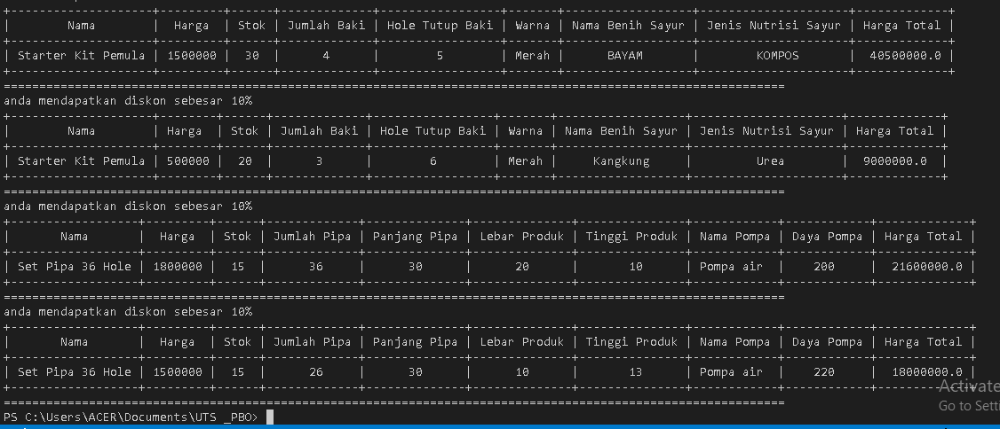 +--------------------+---------+------+-------------+-----------------+-------+-------------------+---------------------+-------------+
|        Nama        |  Harga  | Stok | Jumlah Baki | Hole Tutup Baki | Warna | Nama Benih Sayur | Jenis Nutrisi Sayur | Harga Total |
+--------------------+---------+------+-------------+-----------------+-------+-------------------+---------------------+-------------+
| Starter Kit Pemula | 1500000 |  30  |      4      |        5        | Merah |       BAYAM       |       KOMPOS        | 40500000.0 |
+--------------------+---------+------+-------------+-----------------+-------+-------------------+---------------------+-------------+
==============================================================================================================
anda mendapatkan diskon sebesar 10%
+--------------------+--------+------+-------------+-----------------+-------+------------------+---------------------+-------------+
|        Nama        | Harga  | Stok | Jumlah Baki | Hole Tutup Baki | Warna | Nama Benih Sayur | Jenis Nutrisi Sayur | Harga Total |
+--------------------+--------+------+-------------+-----------------+-------+------------------+---------------------+-------------+
| Starter Kit Pemula | 500000 |  20  |      3      |        6        | Merah |     Kangkung     |        Urea         |  9000000.0  |
+--------------------+--------+------+-------------+-----------------+-------+------------------+---------------------+-------------+
==============================================================================================================
anda mendapatkan diskon sebesar 10%
+------------------+---------+------+-------------+--------------+--------------+---------------+------------+------------+-------------+
|       Nama       |  Harga  | Stok | Jumlah Pipa | Panjang Pipa | Lebar Produk | Tinggi Produk | Nama Pompa | Daya Pompa | Harga Total |
+------------------+---------+------+-------------+--------------+--------------+---------------+------------+------------+-------------+
| Set Pipa 36 Hole | 1800000 |  15  |     36      |      30      |      20      |      10       | Pompa air  |    200     |  21600000.0 |
+------------------+---------+------+-------------+--------------+--------------+---------------+------------+------------+-------------+
==============================================================================================================
anda mendapatkan diskon sebesar 10%
+------------------+---------+------+-------------+--------------+--------------+---------------+------------+------------+-------------+
|       Nama       |  Harga  | Stok | Jumlah Pipa | Panjang Pipa | Lebar Produk | Tinggi Produk | Nama Pompa | Daya Pompa | Harga Total |
+------------------+---------+------+-------------+--------------+--------------+---------------+------------+------------+-------------+
| Set Pipa 36 Hole | 1500000 |  15  |     26      |      30      |      10      |      13       | Pompa air  |    220     |  18000000.0 |
+------------------+---------+------+-------------+--------------+--------------+---------------+------------+------------+-------------+
==============================================================================================================
Activate
Go to Setti
PS C:\Users\ACER\Documents\UTS _PBO>